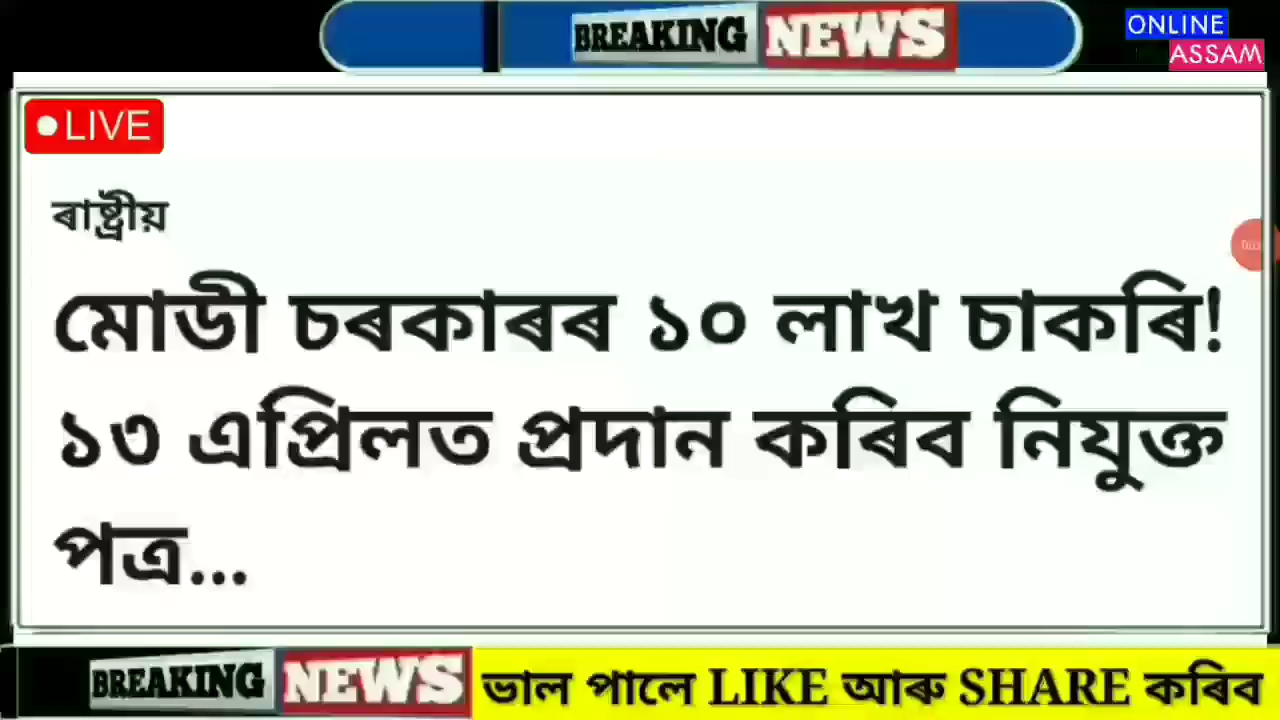 BREAKING NEWS
ONLINE
ASSAM
LIVE
ৰাষ্ট্ৰীয়
মোডী চৰকাৰৰ ১০ লাখ চাকৰি!
১৩ এপ্ৰিলত প্ৰদান কৰিব নিযুক্ত
পত্ৰ...
BREAKING NEWS ভাল পালে LIKE আৰু SHARE কৰিব